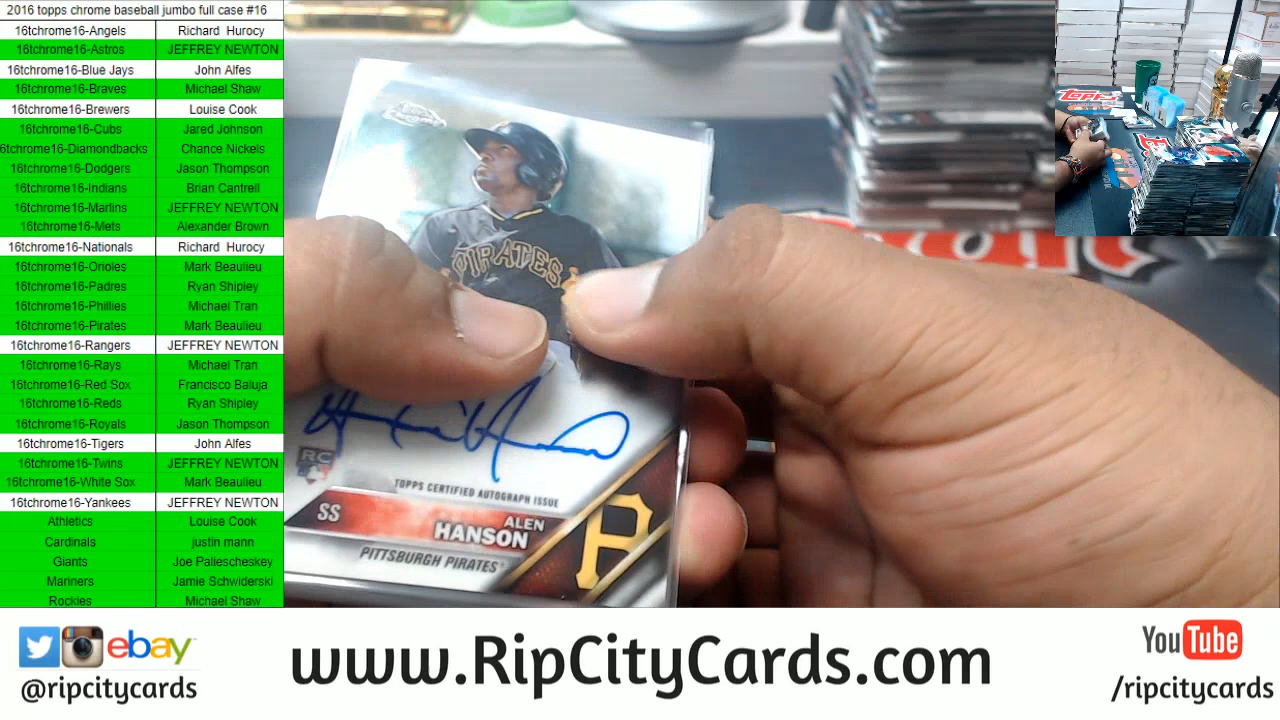 2016 topps chrome baseball jumbo full case #16
16tchrome16-Angels Richard Hurocy
16tchrome16-Astros JEFFREY NEWTON
16tchrome16-Blue Jays John Alfes
16tchrome16-Braves Michael Shaw
16tchrome16-Brewers Louise Cook
16tchrome16-Cubs Jared Johnson
6tchrome16-Diamondbacks Chance Nickels
16tchrome16-Dodgers Jason Thompson
16tchrome16-Indians Brian Cantrell
16tchrome16-Marlins JEFFREY NEWTON
16tchrome16-Mets Alexander Brown
16tchrome16-Nationals Richard Hurocy
16tchrome16-Orioles Mark Beaulieu
16tchrome16-Padres Ryan Shipley
16tchrome16-Phillies Michael Tran
16tchrome16-Pirates Mark Beaulieu
16tchrome16-Rangers JEFFREY NEWTON
16tchrome16-Rays Michael Tran
16tchrome16-Red Sox Francisco Baluja
16tchrome16-Reds Ryan Shipley
16tchrome16-Royals Jason Thompson
16tchrome16-Tigers John Alfes
16tchrome16-Twins JEFFREY NEWTON
16tchrome16-White Sox Mark Beaulieu
16tchrome16-Yankees JEFFREY NEWTON
Athletics Louise Cook
Cardinals justin mann
Giants Joe Paliescheskey
Mariners Jamie Schwiderski
Rockies Michael Shaw
PIRATES
RC
TOPPS CERTIFIED AUTOGRAPH ISSUE
SS
ALEN
HANSON
PITTSBURGH PIRATES
P
Topps
ebay
@ripcitycards
www.RipCityCards.com
YouTube
/ripcitycards